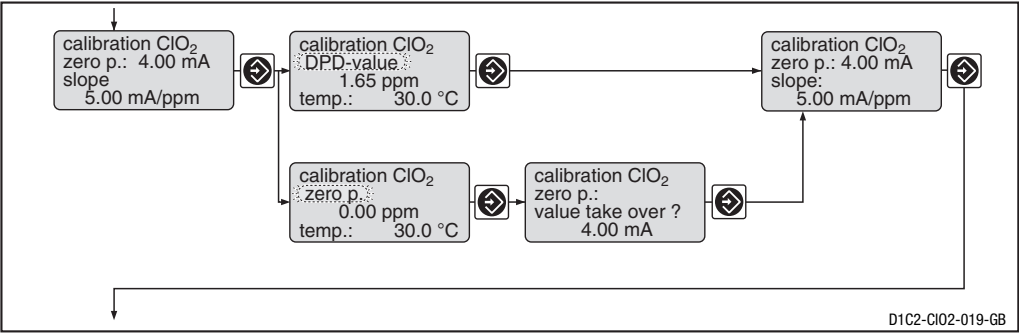 calibration ClO₂
zero p.: 4.00 mA
slope
5.00 mA/ppm
calibration ClO₂
DPD-value
1.65 ppm
temp.: 30.0 °C
calibration ClO₂
zero p.: 4.00 mA
slope:
5.00 mA/ppm
calibration ClO₂
zero p.
0.00 ppm
temp.: 30.0 °C
calibration ClO₂
zero p.:
value take over ?
4.00 mA
D1C2-ClO2-019-GB